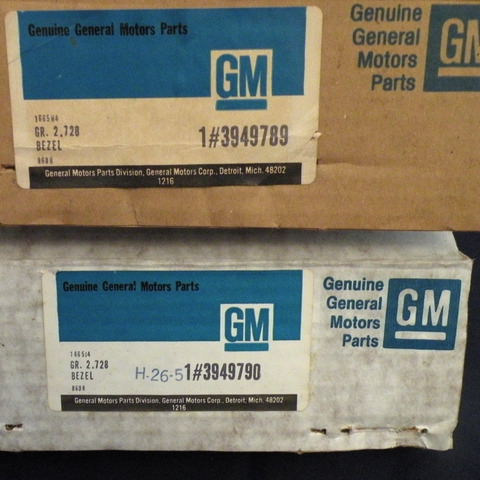 Genuine General Motors Parts
GM
GR. 2.728
BEZEL
1#3949789
General Motors Parts Division, General Motors Corp., Detroit, Mich. 48202
1216
Genuine
General
Motors
Parts
GM
Genuine General Motors Parts
GM
GR. 2.728
BEZEL
H-26-5
1#3949790
General Motors Parts Division, General Motors Corp., Detroit, Mich. 48202
1216
Genuine
General
Motors
Parts
GM